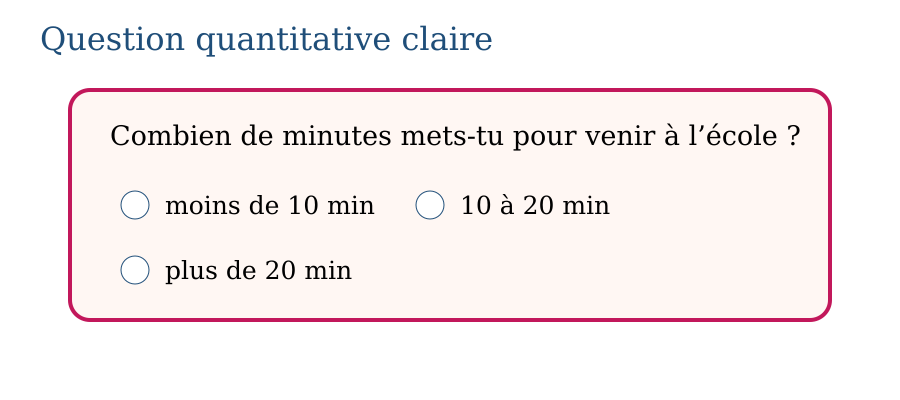 Question quantitative claire
Combien de minutes mets-tu pour venir à l’école ?
moins de 10 min 10 à 20 min
plus de 20 min